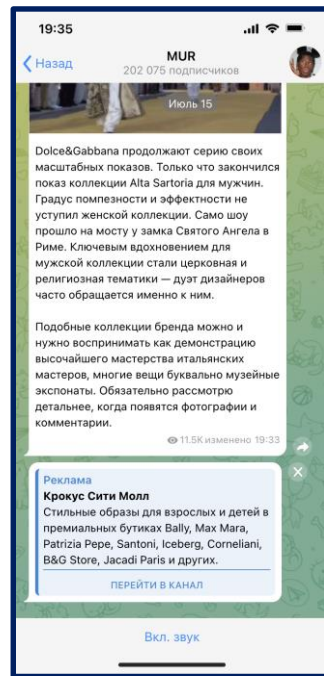 19:35
Назад
MUR
202 075 подписчиков
Июль 15
Dolce&Gabbana продолжают серию своих
масштабных показов. Только что закончился
показ коллекции Alta Sartoria для мужчин.
Градус помпезности и эффектности не
уступил женской коллекции. Само шоу
прошло на мосту у замка Святого Ангела в
Риме. Ключевым вдохновением для
мужской коллекции стали церковная и
религиозная тематики — дуэт дизайнеров
часто обращается именно к ним.
Подобные коллекции бренда можно и
нужно воспринимать как демонстрацию
высочайшего мастерства итальянских
мастеров, многие вещи буквально музейные
экспонаты. Обязательно рассмотрю
детальнее, когда появятся фотографии и
комментарии.
11.5K изменено 19:33
Реклама
Крокус Сити Молл
Стильные образы для взрослых и детей в
премиальных бутиках Bally, Max Mara,
Patrizia Pepe, Santoni, Iceberg, Corneliani,
B&G Store, Jacadi Paris и других.
ПЕРЕЙТИ В КАНАЛ
Вкл. звук